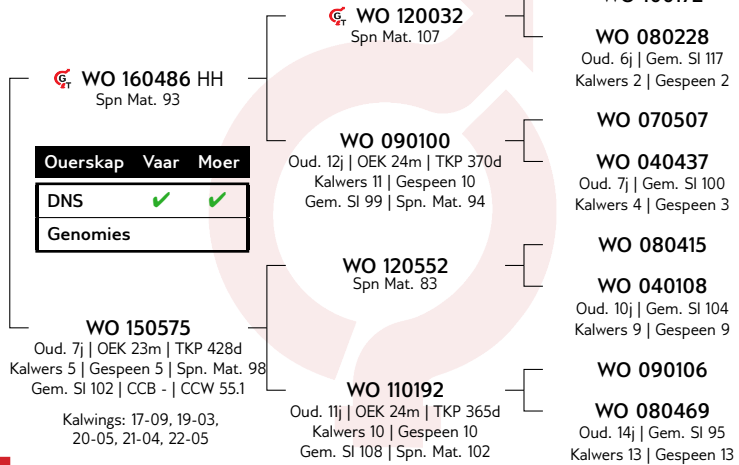 WO 120032
Spn Mat. 107
WO 080228
Oud. 6j | Gem. SI 117
Kalwers 2 | Gespeen 2
WO 160486 HH
Spn Mat. 93
WO 070507
WO 090100
Oud. 12j | OEK 24m | TKP 370d
Kalwers 11 | Gespeen 10
Gem. SI 99 | Spn. Mat. 94
WO 040437
Oud. 7j | Gem. SI 100
Kalwers 4 | Gespeen 3
Ouerskap Vaar Moer
DNS ✔ ✔
Genomies
WO 080415
WO 120552
Spn Mat. 83
WO 040108
Oud. 10j | Gem. SI 104
Kalwers 9 | Gespeen 9
WO 150575
Oud. 7j | OEK 23m | TKP 428d
Kalwers 5 | Gespeen 5 | Spn. Mat. 98
Gem. SI 102 | CCB - | CCW 55.1
Kalwings: 17-09, 19-03,
20-05, 21-04, 22-05
WO 090106
WO 110192
Oud. 11j | OEK 24m | TKP 365d
Kalwers 10 | Gespeen 10
Gem. SI 108 | Spn. Mat. 102
WO 080469
Oud. 14j | Gem. SI 95
Kalwers 13 | Gespeen 13